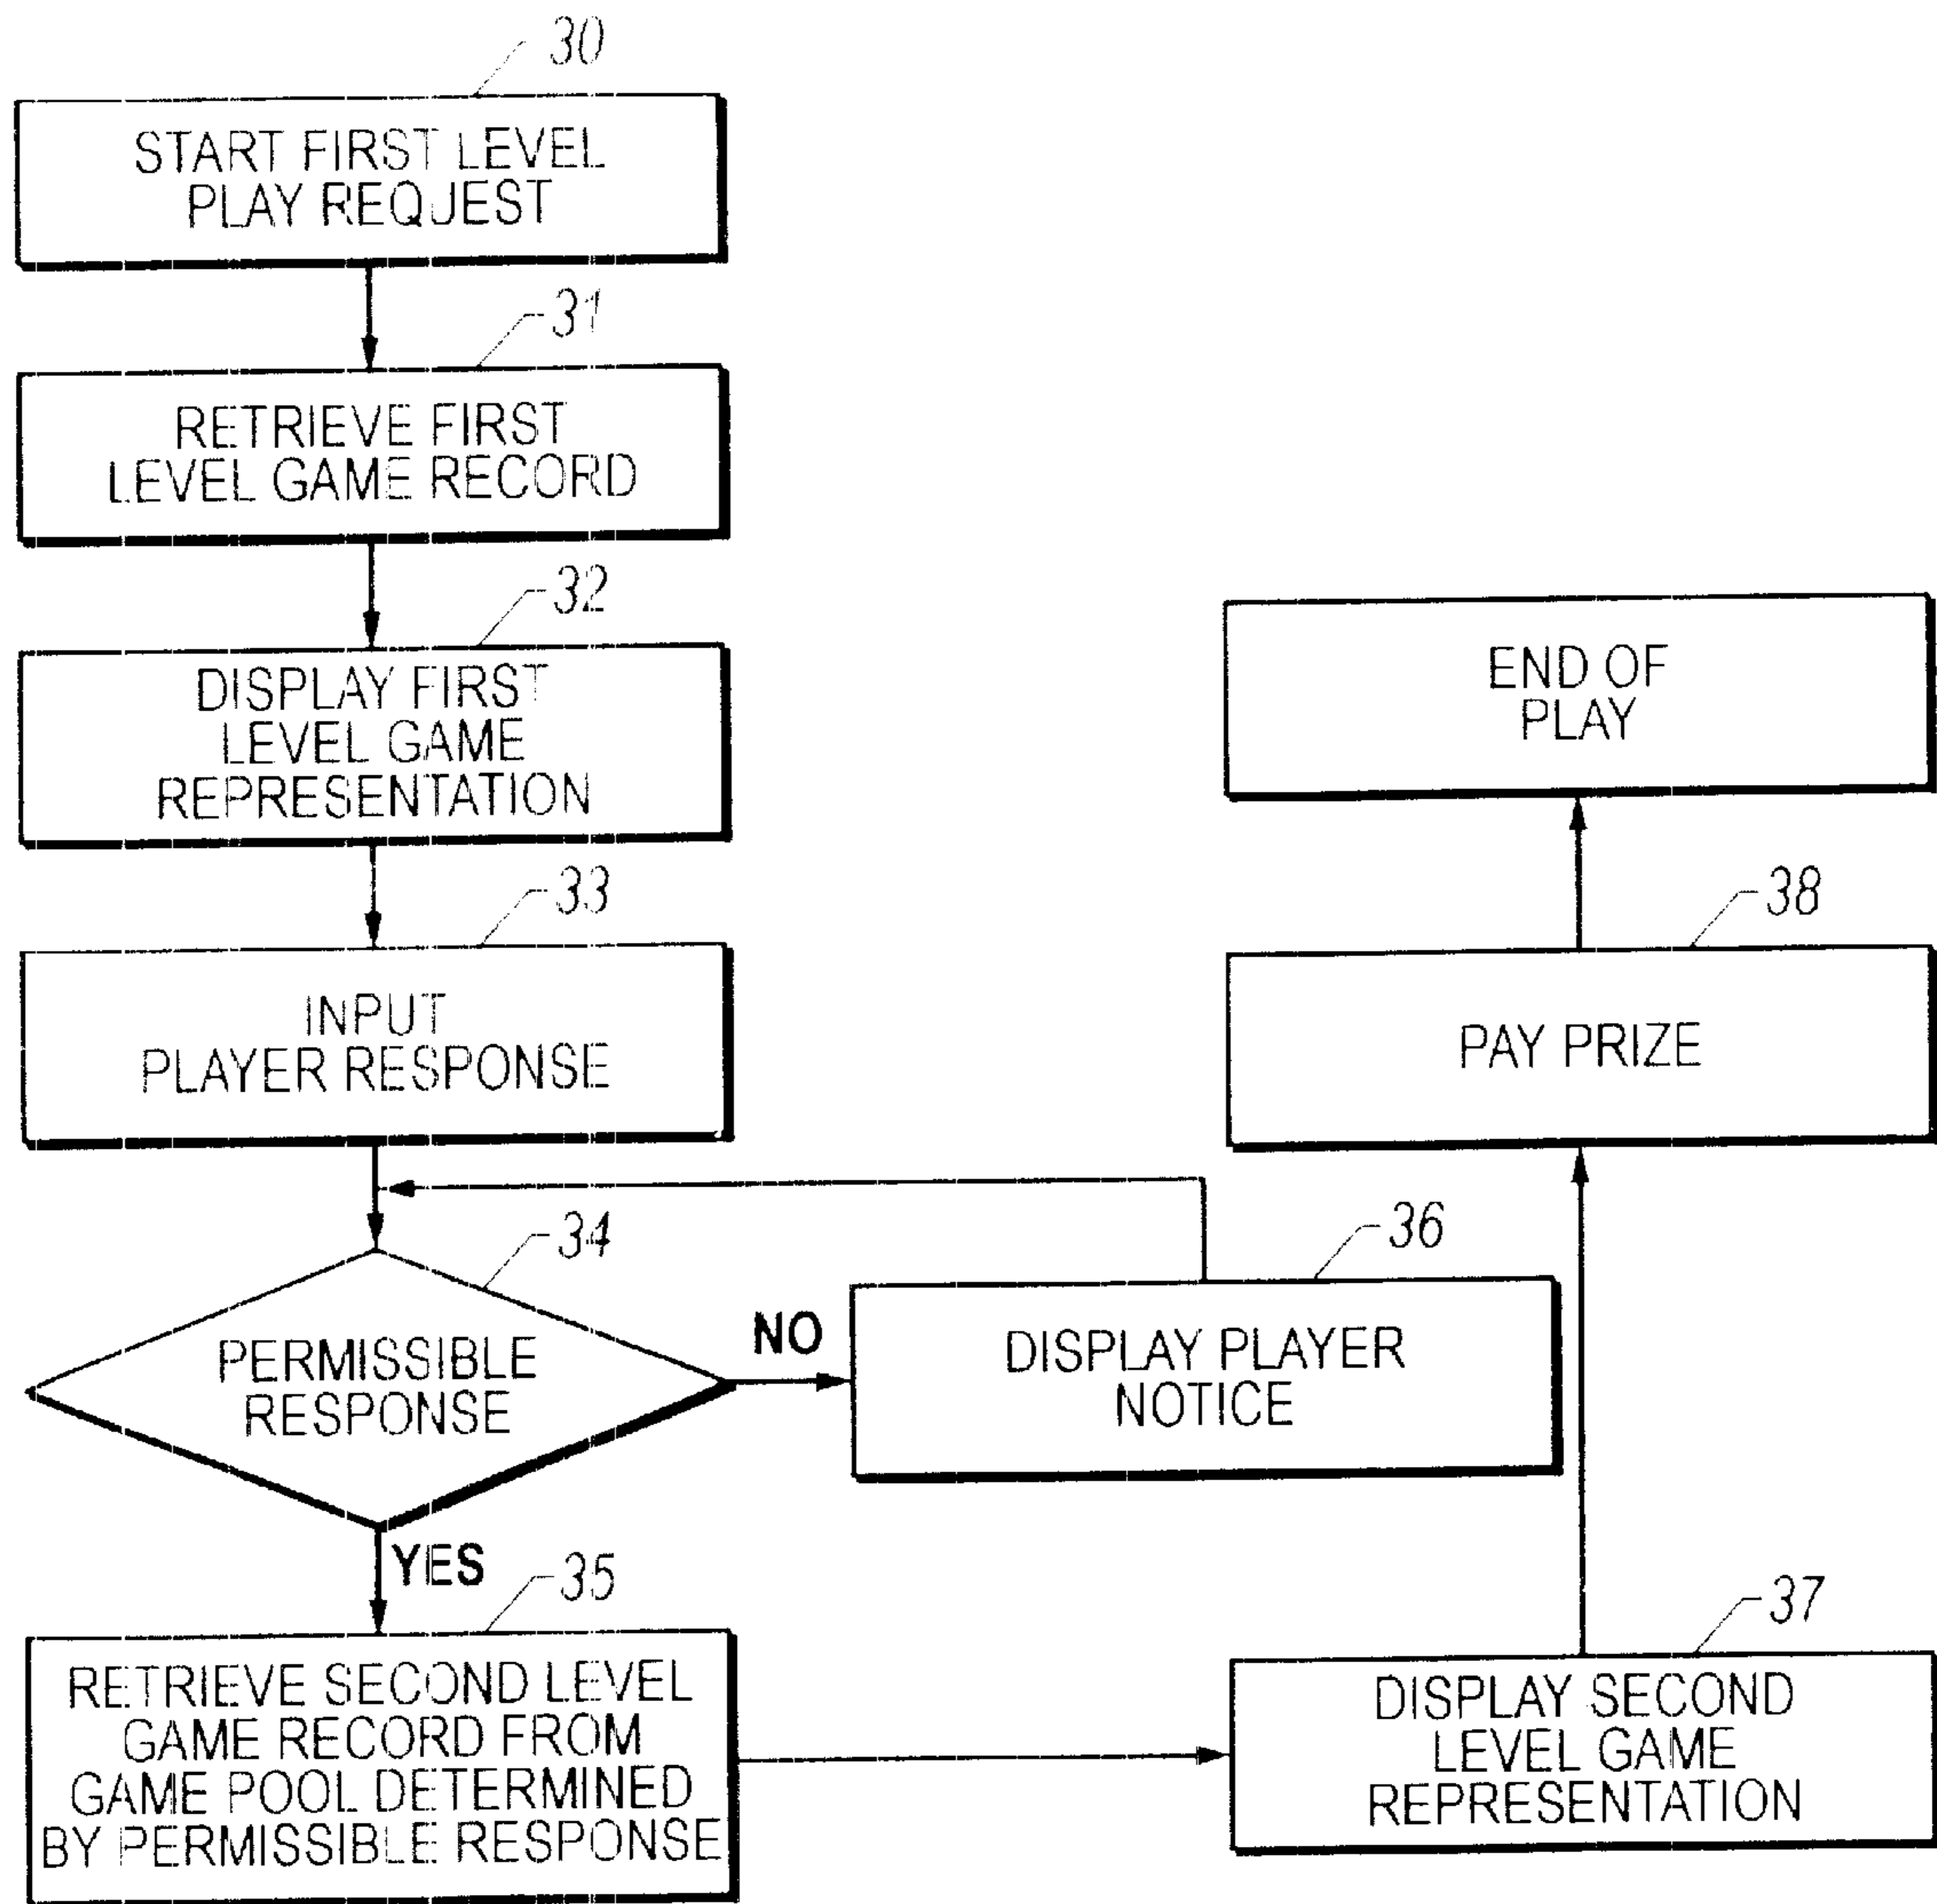 30
START FIRST LEVEL
PLAY REQUEST
31
RETRIEVE FIRST
LEVEL GAME RECORD
32
DISPLAY FIRST
LEVEL GAME
REPRESENTATION
33
INPUT
PLAYER RESPONSE
34
PERMISSIBLE
RESPONSE
NO
36
DISPLAY PLAYER
NOTICE
YES
35
RETRIEVE SECOND LEVEL
GAME RECORD FROM
GAME POOL DETERMINED
BY PERMISSIBLE RESPONSE
37
DISPLAY SECOND
LEVEL GAME
REPRESENTATION
38
PAY PRIZE
END OF
PLAY